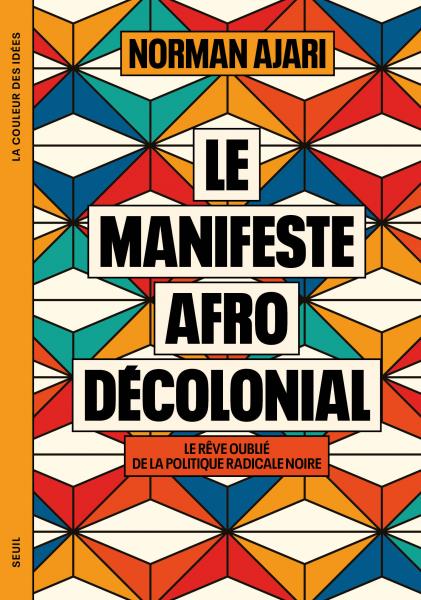 NORMAN AJARI
LA COULEUR DES IDÉES
LE
MANIFESTE
AFRO
DÉCOLONIAL
LE RÊVE OUBLIÉ
DE LA POLITIQUE RADICALE NOIRE
SEUIL